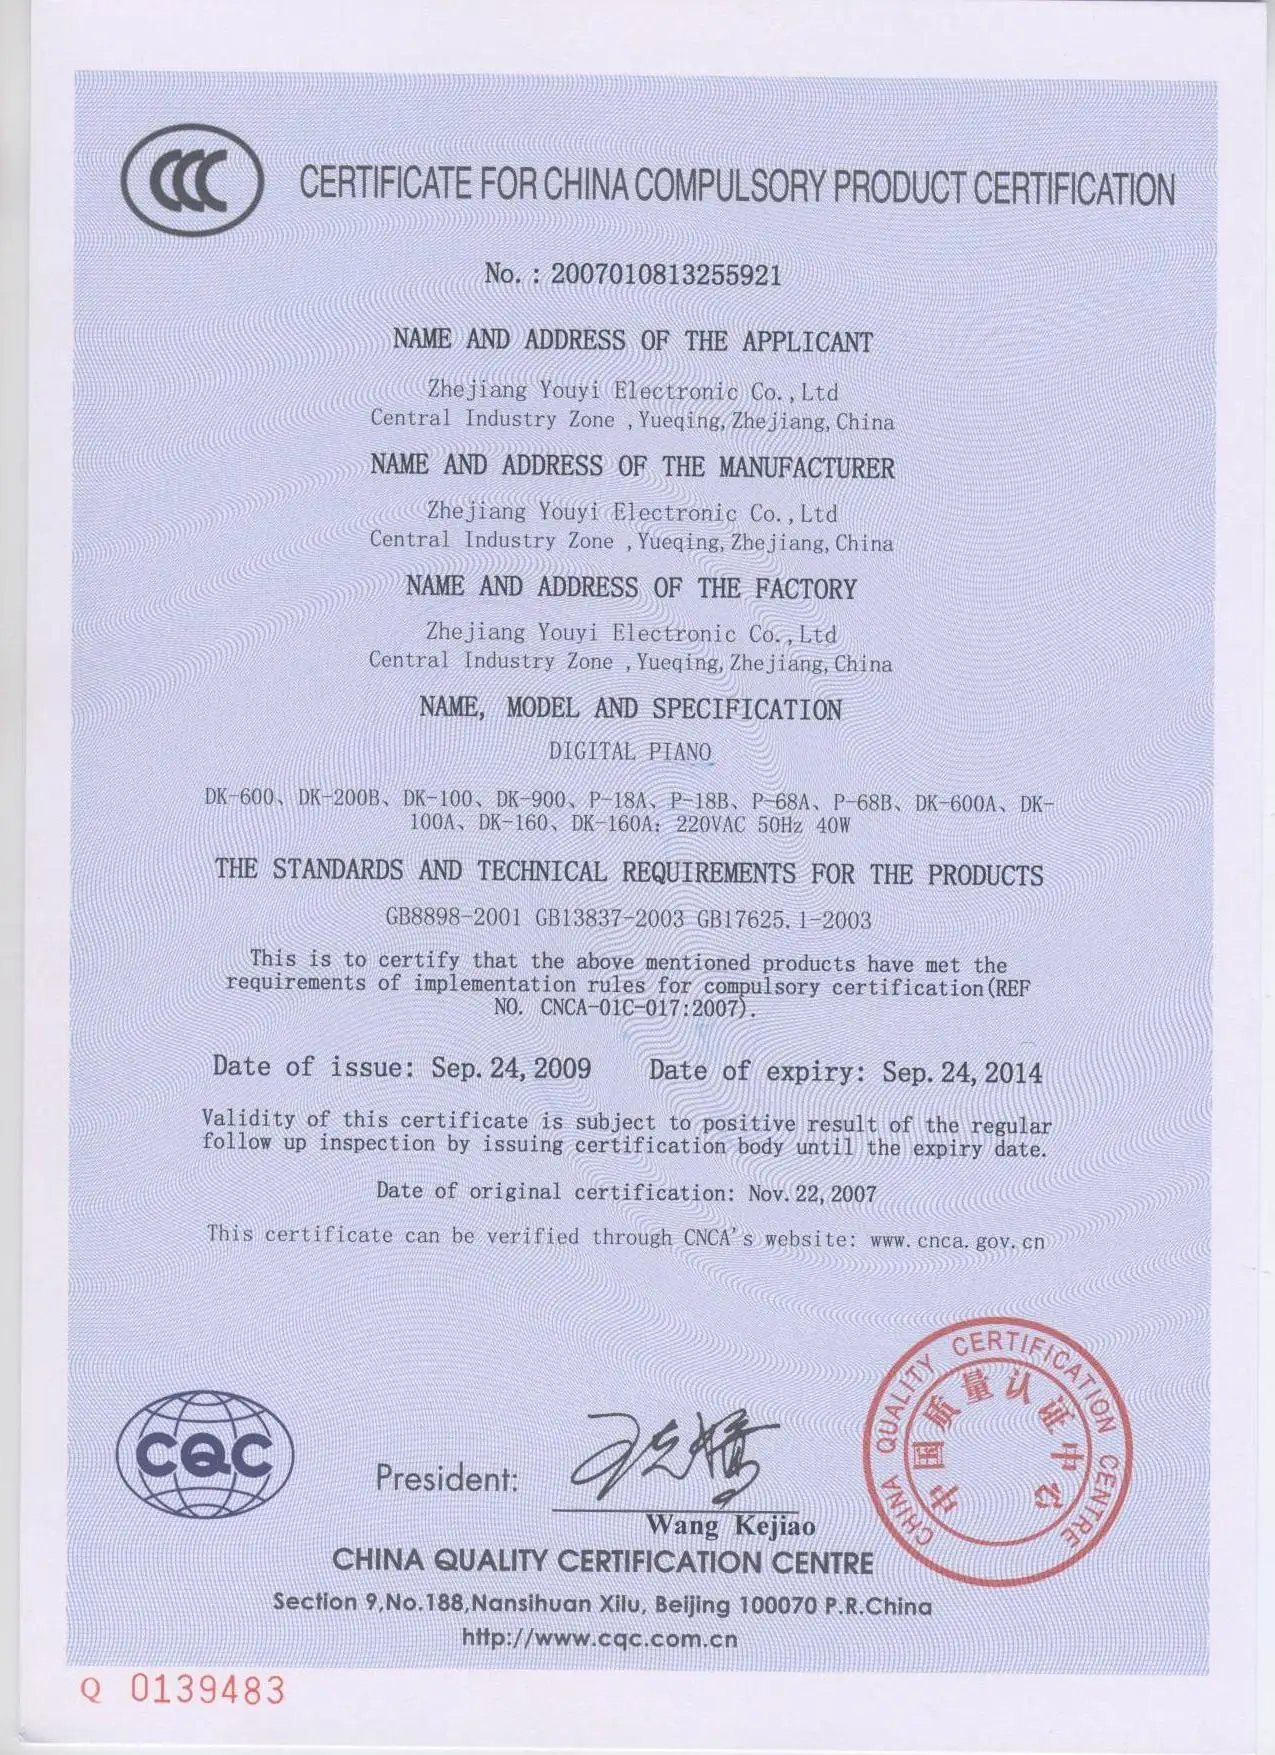 CCC
CERTIFICATE FOR CHINA COMPULSORY PRODUCT CERTIFICATION
No. : 2007010813255921
NAME AND ADDRESS OF THE APPLICANT
Zhejiang Youyi Electronic Co.,Ltd
Central Industry Zone ,Yueqing,Zhejiang,China
NAME AND ADDRESS OF THE MANUFACTURER
Zhejiang Youyi Electronic Co.,Ltd
Central Industry Zone ,Yueqing,Zhejiang,China
NAME AND ADDRESS OF THE FACTORY
Zhejiang Youyi Electronic Co.,Ltd
Central Industry Zone ,Yueqing,Zhejiang,China
NAME, MODEL AND SPECIFICATION
DIGITAL PIANO
DK-600、DK-200B、DK-100、DK-900、P-18A、P-18B、P-68A、P-68B、DK-600A、DK-
100A、DK-160、DK-160A: 220VAC 50Hz 40W
THE STANDARDS AND TECHNICAL REQUIREMENTS FOR THE PRODUCTS
GB8898-2001 GB13837-2003 GB17625.1-2003
This is to certify that the above mentioned products have met the
requirements of implementation rules for compulsory certification(REF
NO. CNCA-01C-017:2007).
Date of issue: Sep.24,2009 Date of expiry: Sep.24,2014
Validity of this certificate is subject to positive result of the regular
follow up inspection by issuing certification body until the expiry date.
Date of original certification: Nov.22,2007
This certificate can be verified through CNCA's website: www.cnca.gov.cn
CQC
President:
Wang Kejiao
CHINA QUALITY CERTIFICATION CENTRE
中国质量认证中心
CHINA QUALITY CERTIFICATION CENTRE
Section 9,No.188,Nansihuan Xilu, Beijing 100070 P.R.China
http://www.cqc.com.cn
Q 0139483